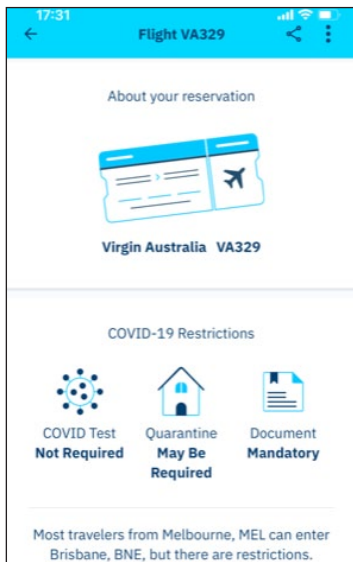 17:31
Flight VA329
About your reservation
Virgin Australia VA329
COVID-19 Restrictions
COVID Test
Not Required
Quarantine
May Be
Required
Document
Mandatory
Most travelers from Melbourne, MEL can enter
Brisbane, BNE, but there are restrictions.